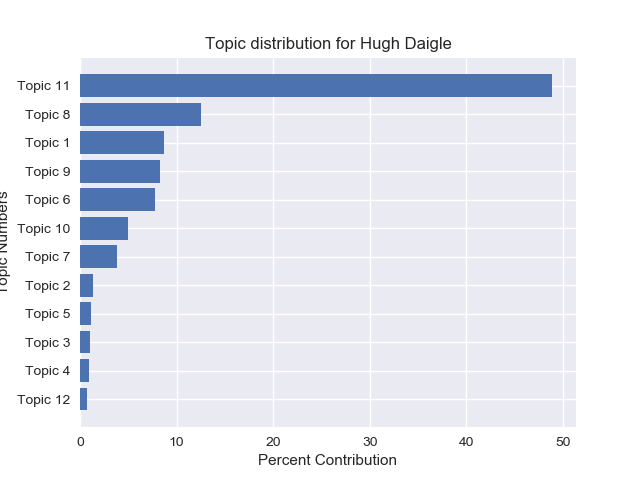 Topic distribution for Hugh Daigle
Topic 11
Topic 8
Topic 1
Topic 9
Topic 6
Topic 10
Topic 7
Topic 2
Topic 5
Topic 3
Topic 4
Topic 12
Topic Numbers
0 10 20 30 40 50
Percent Contribution